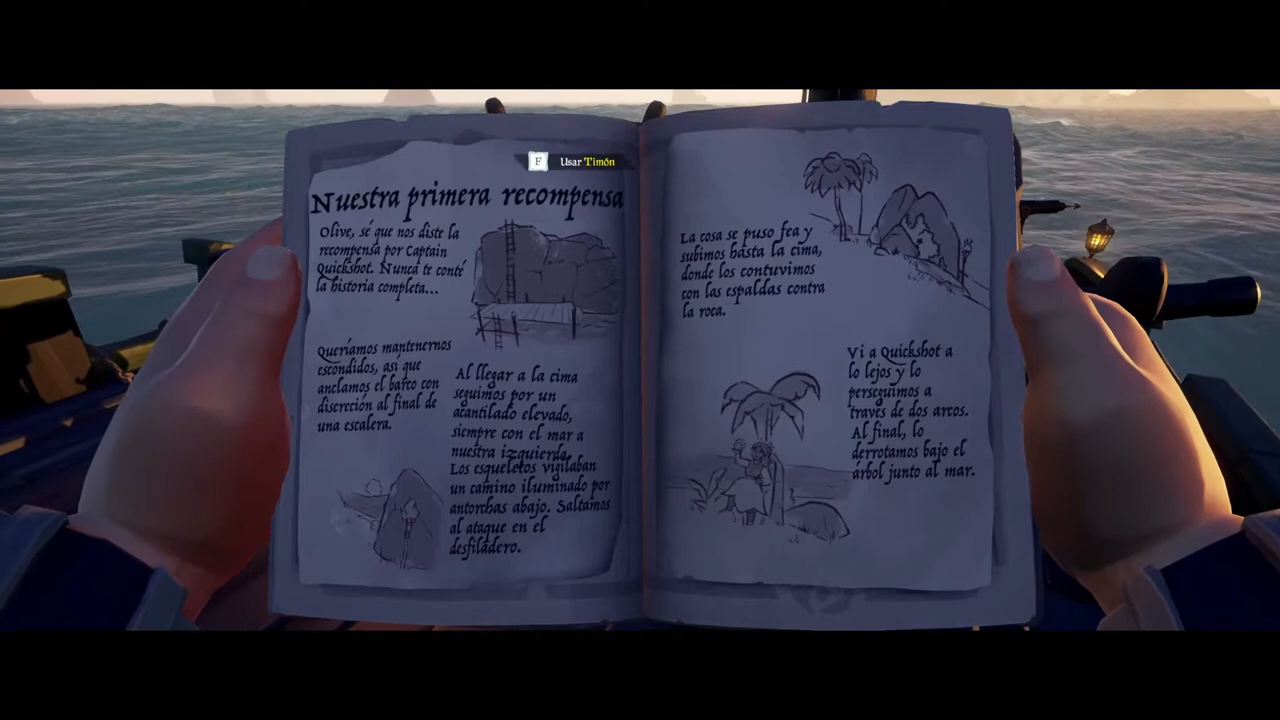 F Usar Timón
Nuestra primera recompensa
Olive, sé que nos diste la
recompensa por Captain
Quickshot. Nunca te conté
la historia completa...
Queríamos mantenernos
escondidos, así que
anclamos el barco con
discreción al final de
una escalera.
Al llegar a la cima
seguimos por un
acantilado elevado,
siempre con el mar a
nuestra izquierda.
Los esqueletos vigilaban
un camino iluminado por
antorchas abajo. Saltamos
al ataque en el
desfiladero.
La cosa se puso fea y
subimos hasta la cima,
donde los contuvimos
con las espaldas contra
la roca.
Vi a Quickshot a
lo lejos y lo
perseguimos a
través de dos arcos.
Al final, lo
derrotamos bajo el
árbol junto al mar.